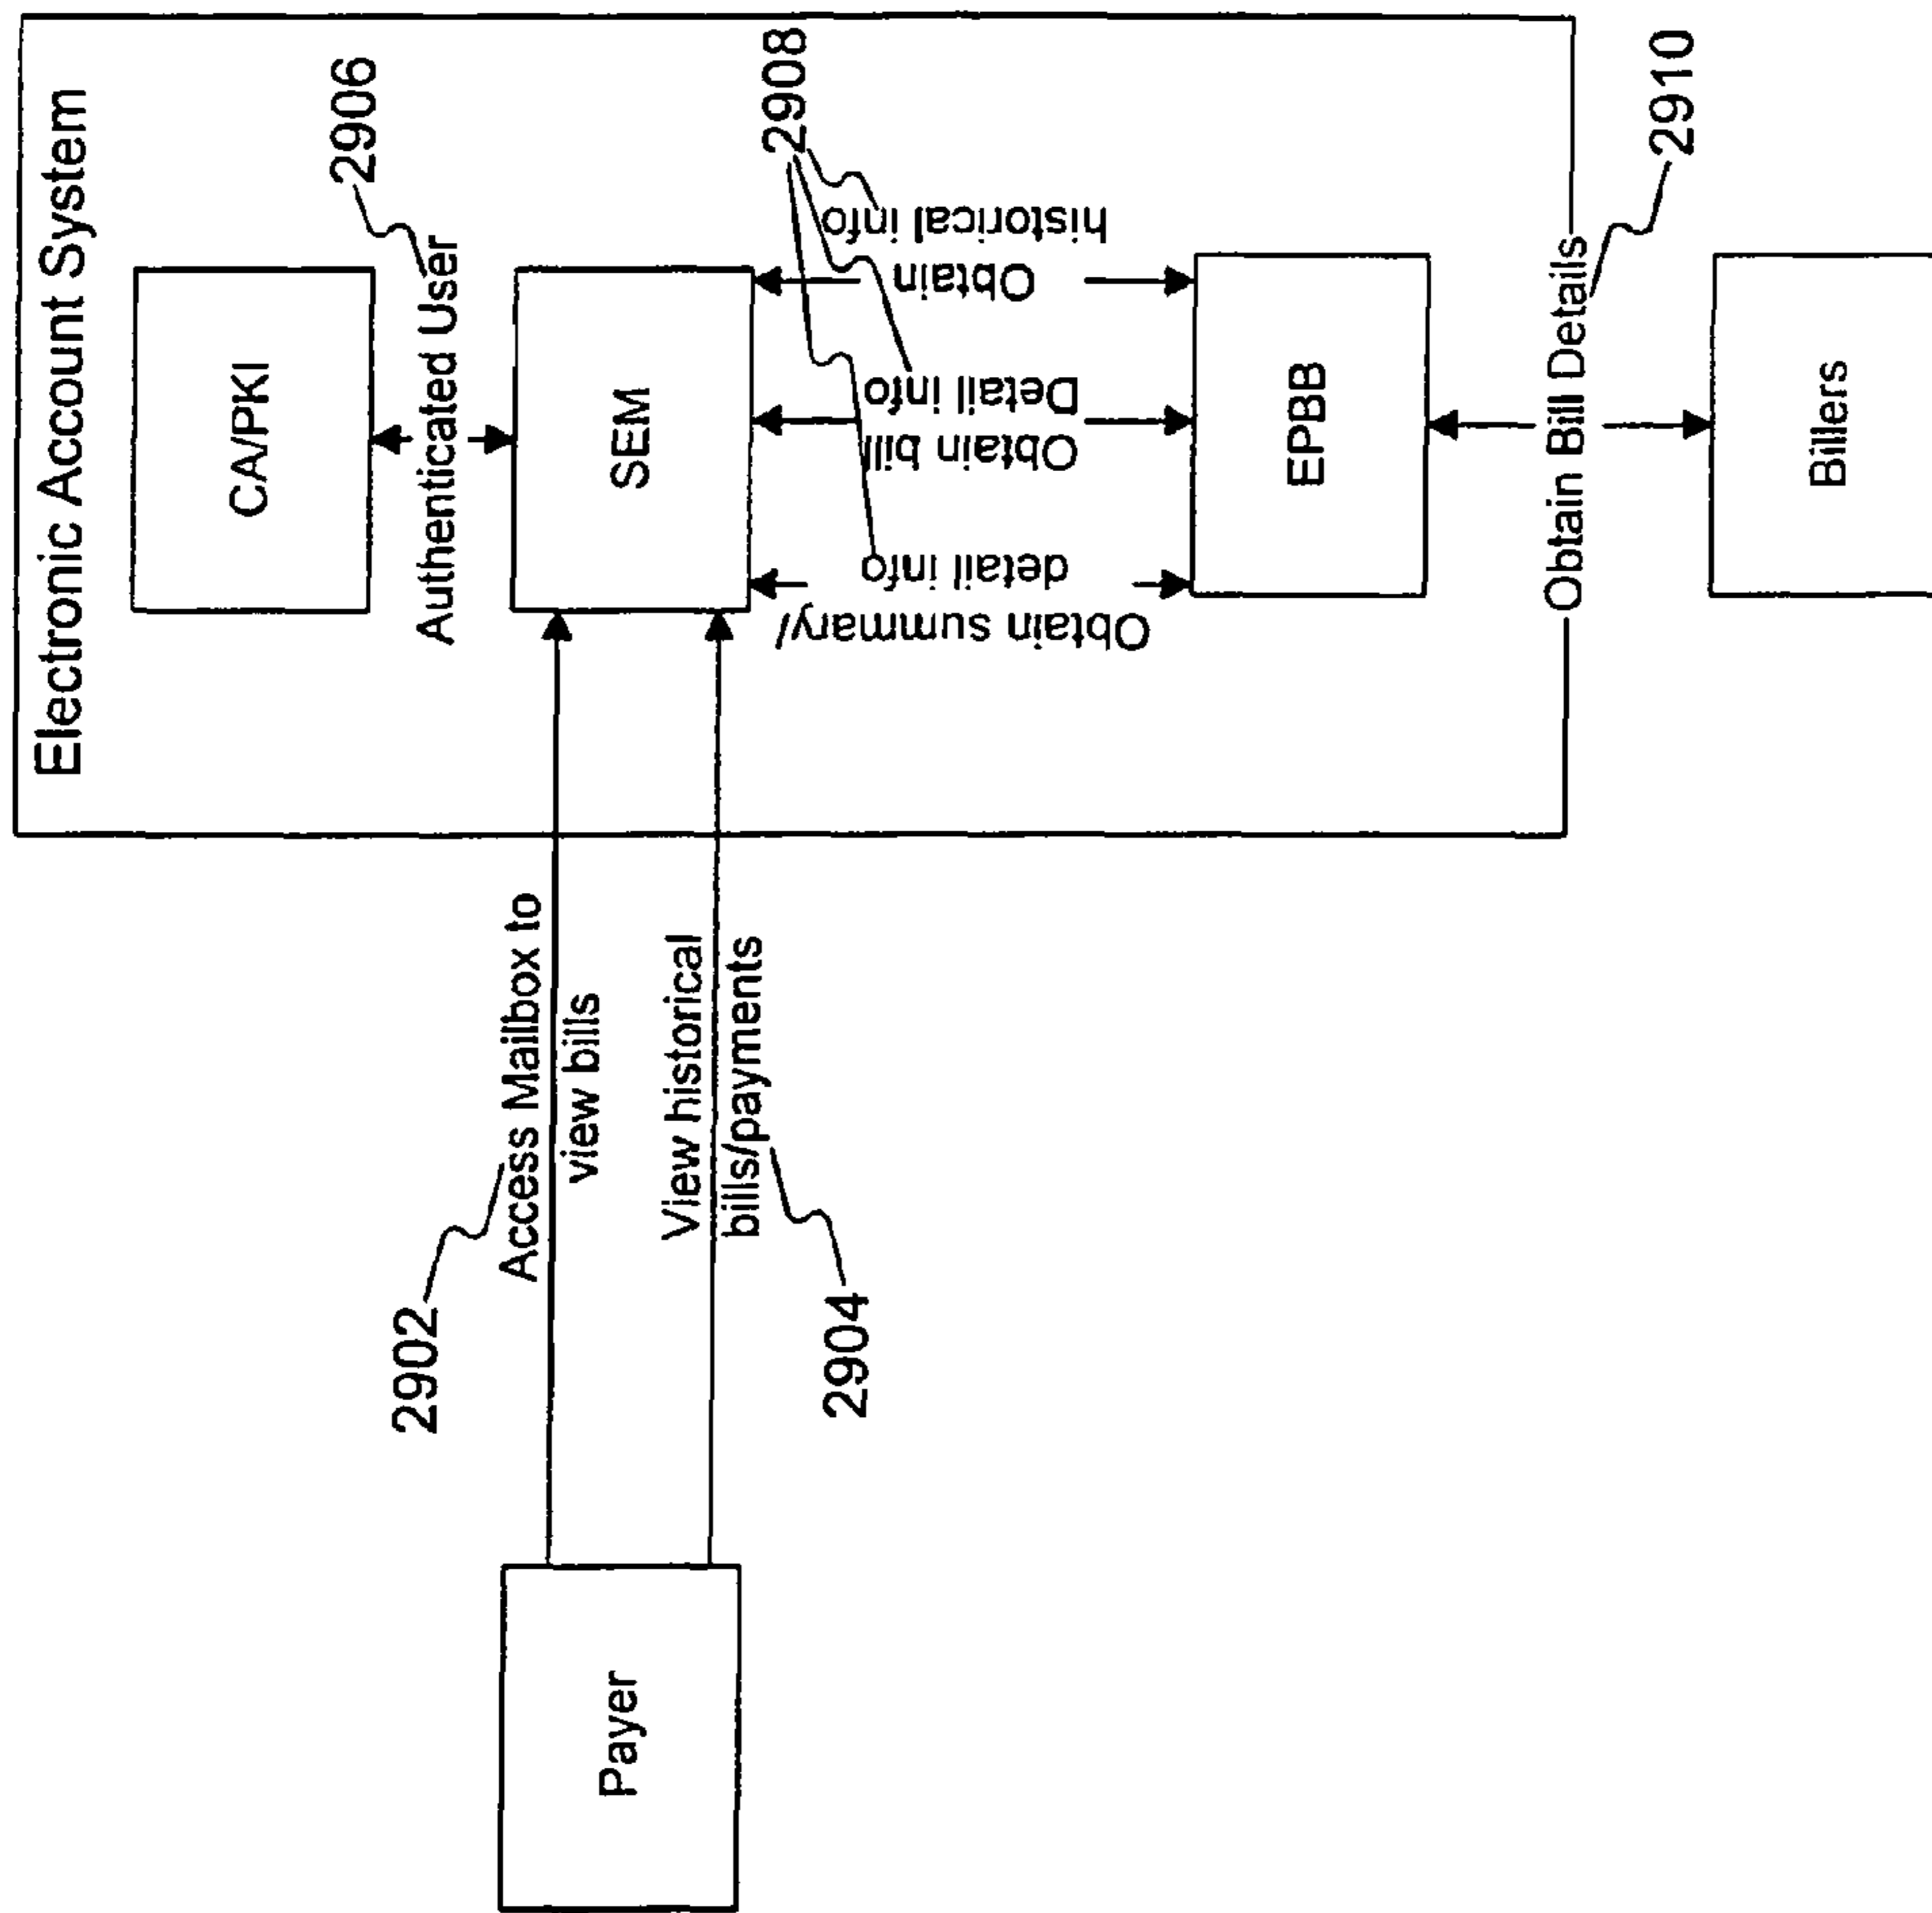 Electronic Account System
CA/PKI
2906
Authenticated User
2902
Access Mailbox to
view bills
SEM
Payer
View historical
bills/payments
2904
2908
Obtain summary/
detail info
Obtain bill
Detail info
Obtain
historical info
EPBB
Obtain Bill Details
2910
Billers